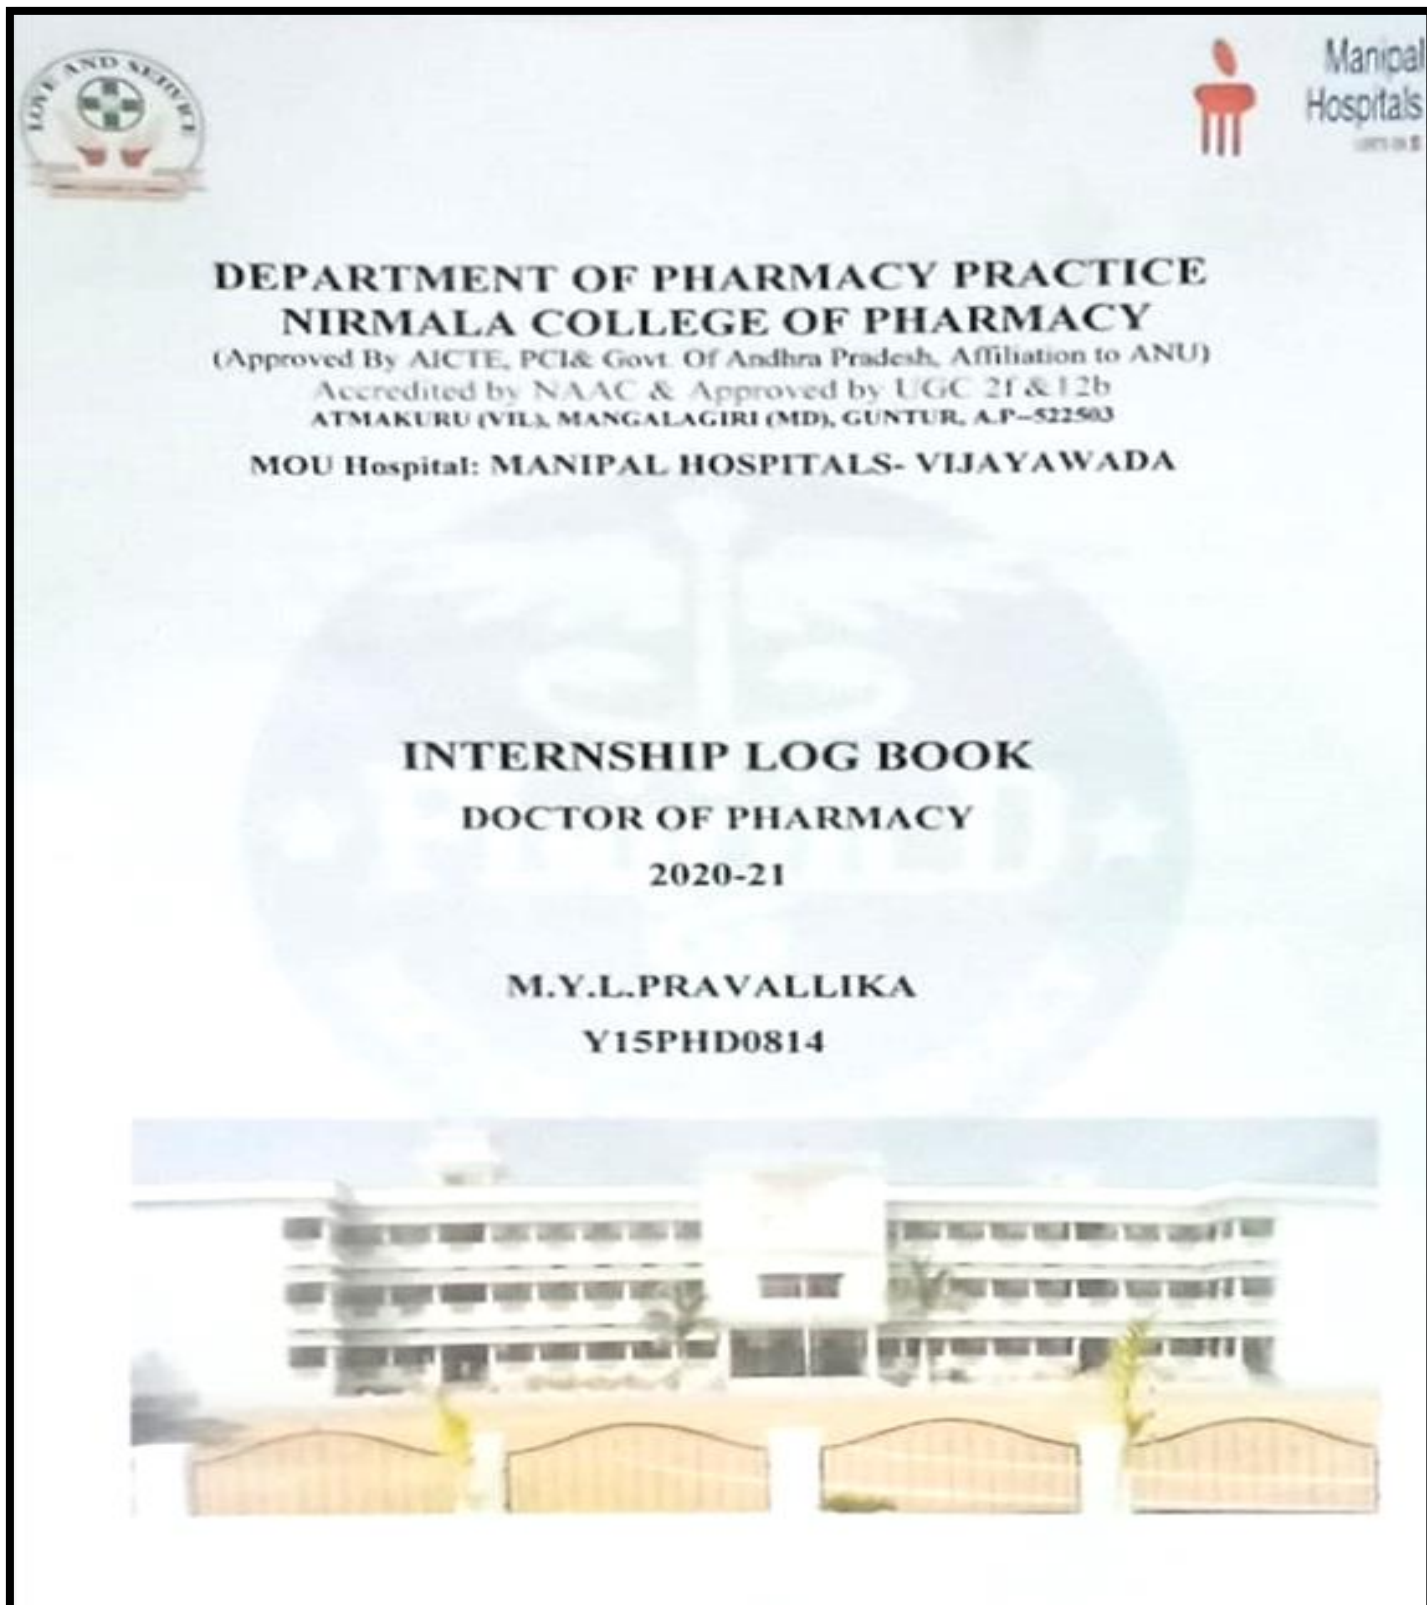 LOVE AND SERVICE
Manipal
Hospitals
DEPARTMENT OF PHARMACY PRACTICE
NIRMALA COLLEGE OF PHARMACY
(Approved By AICTE, PCI& Govt. Of Andhra Pradesh, Affiliation to ANU)
Accredited by NAAC & Approved by UGC 2f &12b
ATMAKURU (VIL), MANGALAGIRI (MD), GUNTUR, A.P-522503
MOU Hospital: MANIPAL HOSPITALS- VIJAYAWADA
INTERNSHIP LOG BOOK
DOCTOR OF PHARMACY
2020-21
M.Y.L.PRAVALLIKA
Y15PHD0814